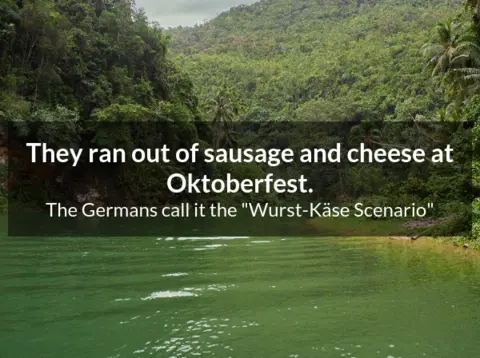 They ran out of sausage and cheese at
Oktoberfest.
The Germans call it the "Wurst-Käse Scenario"